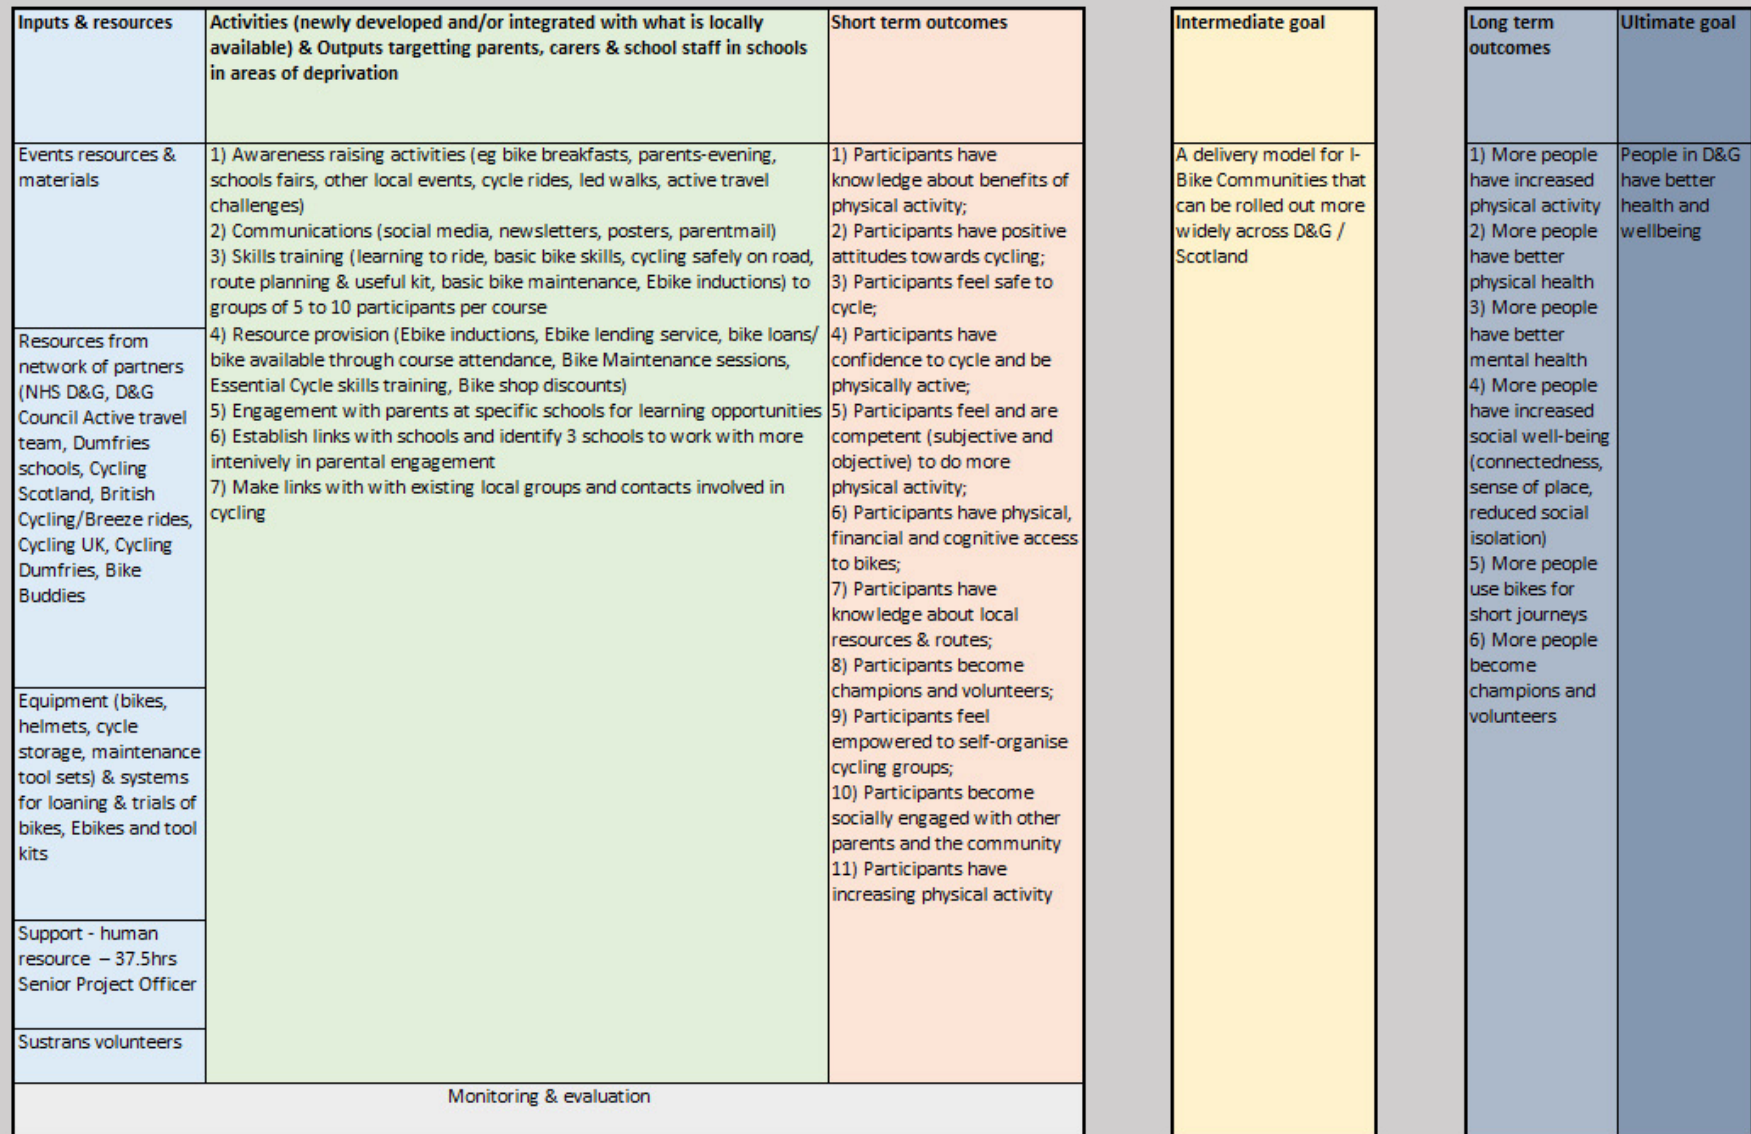 Inputs & resources
Activities (newly developed and/or integrated with what is locally
available) & Outputs targetting parents, carers & school staff in schools
in areas of deprivation
Short term outcomes
Intermediate goal
Long term
outcomes
Ultimate goal
Events resources &
materials
Resources from
network of partners
(NHS D&G, D&G
Council Active travel
team, Dumfries
schools, Cycling
Scotland, British
Cycling/Breeze rides,
Cycling UK, Cycling
Dumfries, Bike
Buddies
Equipment (bikes,
helmets, cycle
storage, maintenance
tool sets) & systems
for loaning & trials of
bikes, Ebikes and tool
kits
Support - human
resource – 37.5hrs
Senior Project Officer
Sustrans volunteers
1) Awareness raising activities (eg bike breakfasts, parents-evening,
schools fairs, other local events, cycle rides, led walks, active travel
challenges)
2) Communications (social media, newsletters, posters, parentmail)
3) Skills training (learning to ride, basic bike skills, cycling safely on road,
route planning & useful kit, basic bike maintenance, Ebike inductions) to
groups of 5 to 10 participants per course
4) Resource provision (Ebike inductions, Ebike lending service, bike loans/
bike available through course attendance, Bike Maintenance sessions,
Essential Cycle skills training, Bike shop discounts)
5) Engagement with parents at specific schools for learning opportunities
6) Establish links with schools and identify 3 schools to work with more
intenively in parental engagement
7) Make links with with existing local groups and contacts involved in
cycling
1) Participants have
knowledge about benefits of
physical activity;
2) Participants have positive
attitudes towards cycling;
3) Participants feel safe to
cycle;
4) Participants have
confidence to cycle and be
physically active;
5) Participants feel and are
competent (subjective and
objective) to do more
physical activity;
6) Participants have physical,
financial and cognitive access
to bikes;
7) Participants have
knowledge about local
resources & routes;
8) Participants become
champions and volunteers;
9) Participants feel
empowered to self-organise
cycling groups;
10) Participants become
socially engaged with other
parents and the community
11) Participants have
increasing physical activity
A delivery model for I-
Bike Communities that
can be rolled out more
widely across D&G /
Scotland
1) More people
have increased
physical activity
2) More people
have better
physical health
3) More people
have better
mental health
4) More people
have increased
social well-being
(connectedness,
sense of place,
reduced social
isolation)
5) More people
use bikes for
short journeys
6) More people
become
champions and
volunteers
People in D&G
have better
health and
wellbeing
Monitoring & evaluation